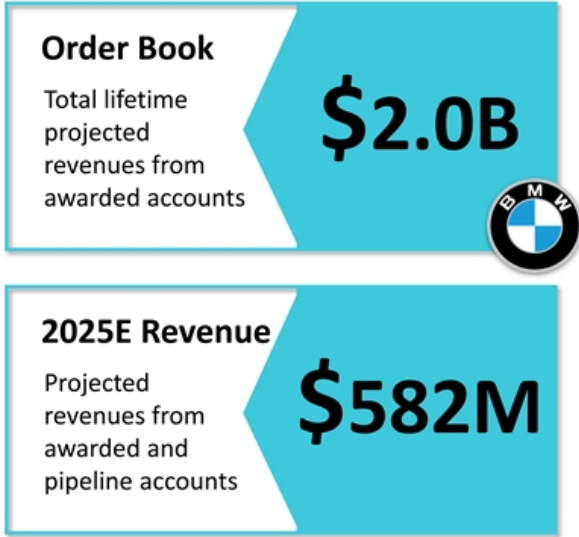 Order Book
Total lifetime
projected
revenues from
awarded accounts
$2.0B
BMW
2025E Revenue
Projected
revenues from
awarded and
pipeline accounts
$582M